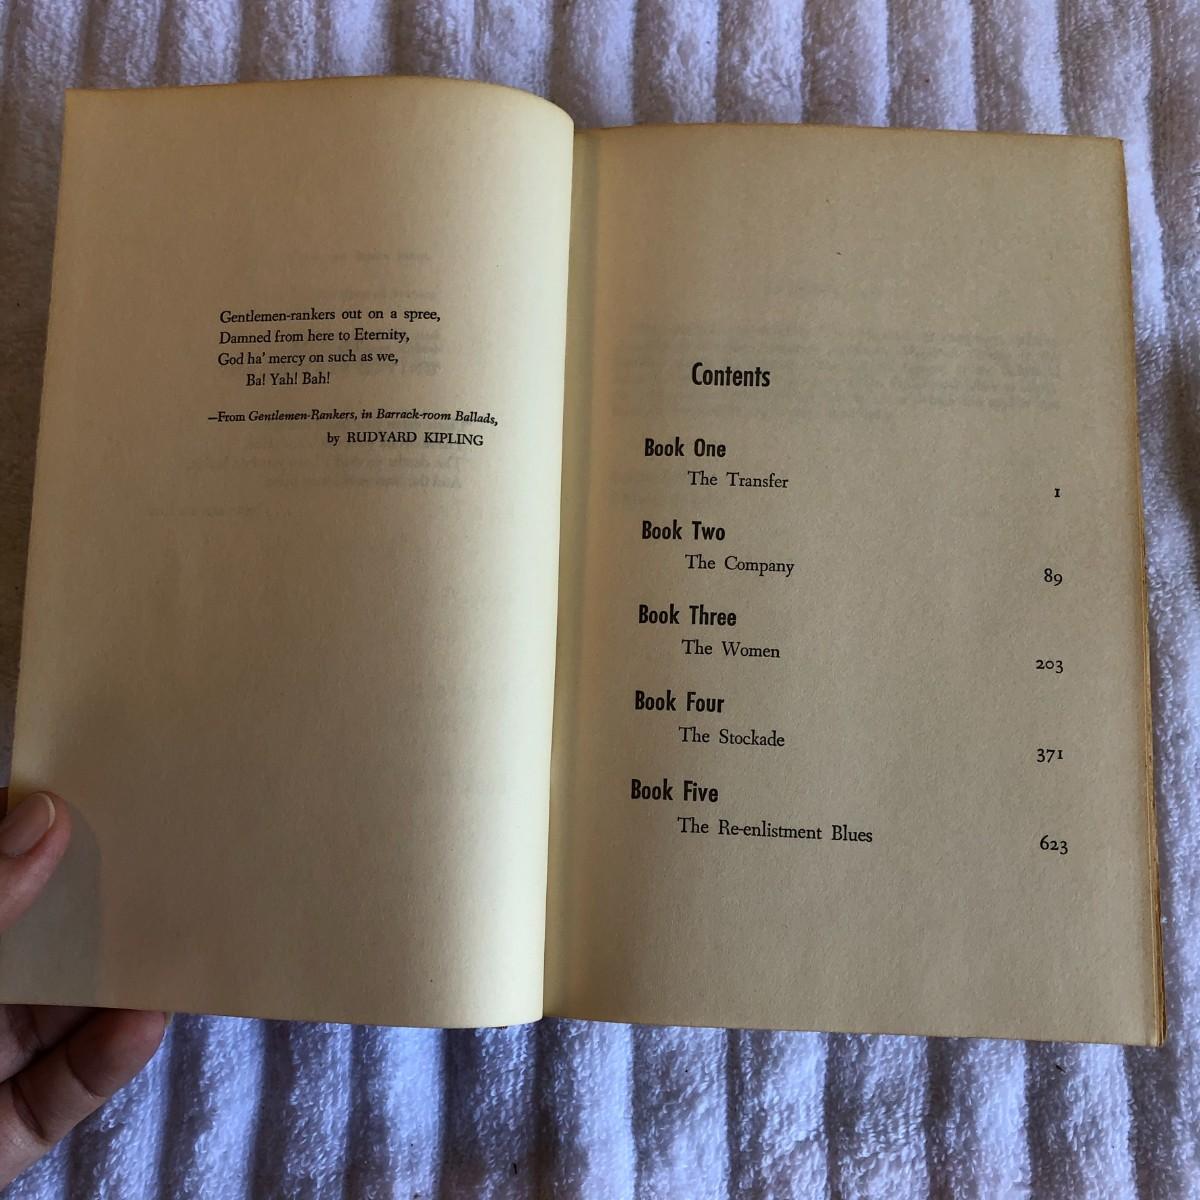 Gentlemen-rankers out on a spree,
Damned from here to Eternity,
God ha' mercy on such as we,
Ba! Yah! Bah!
—From Gentlemen-Rankers, in Barrack-room Ballads,
by RUDYARD KIPLING
Contents
Book One
The Transfer 1
Book Two
The Company 89
Book Three
The Women 203
Book Four
The Stockade 371
Book Five
The Re-enlistment Blues 623